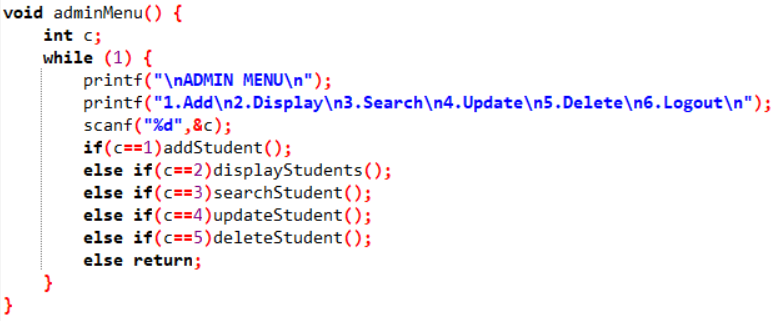 void adminMenu() {
    int c;
    while (1) {
        printf("\nADMIN MENU\n");
        printf("1.Add\n2.Display\n3.Search\n4.Update\n5.Delete\n6.Logout\n");
        scanf("%d",&c);
        if(c==1)addStudent();
        else if(c==2)displayStudents();
        else if(c==3)searchStudent();
        else if(c==4)updateStudent();
        else if(c==5)deleteStudent();
        else return;
    }
}